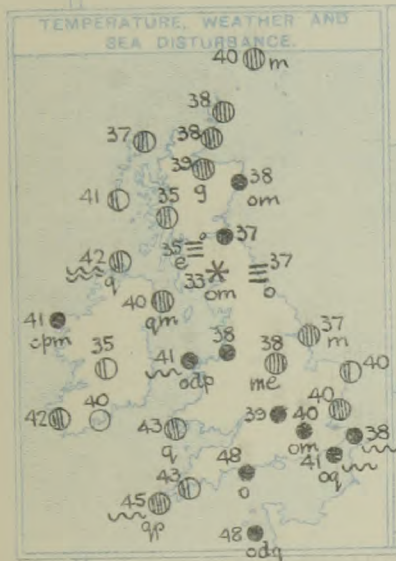 TEMPERATURE, WEATHER AND
SEA DISTURBANCE.
40 m
38
37 38
39
g
38
om
41 35
37
35
e
42
q
33
om
37
o
40
qm
41
cpm
37
m
35
41
odp
38
38
me
40
42 40
43
q
39
40
om
40
38
41
oq
43
48
o
45
qp
48
odq